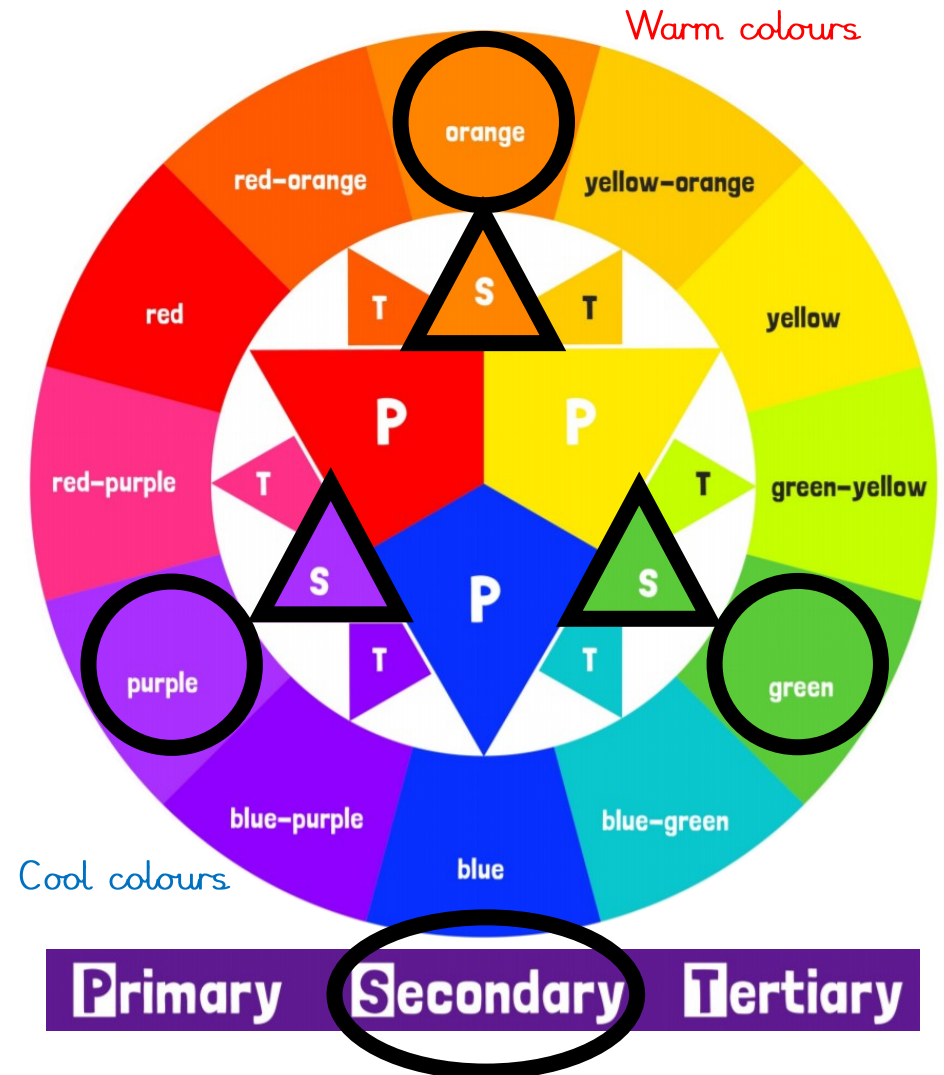 Warm colours
orange
red-orange
yellow-orange
T
S
T
red
yellow
P
P
red-purple
T
T
green-yellow
S
P
S
purple
T
T
green
blue-purple
blue-green
blue
Cool colours
Primary Secondary Tertiary